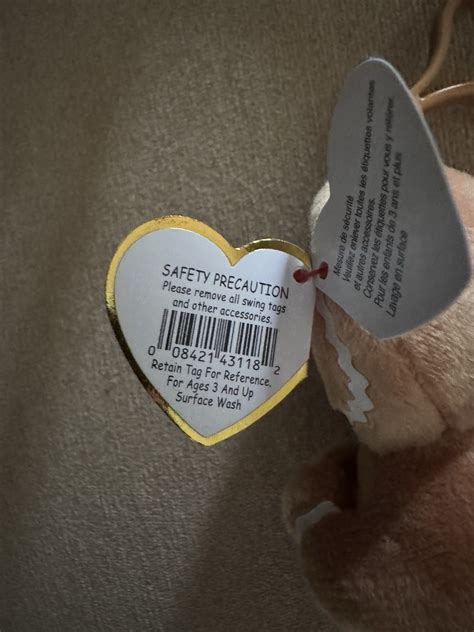 SAFETY PRECAUTION
Please remove all swing tags
and other accessories.
0 08421 43118 2
Retain Tag For Reference.
For Ages 3 And Up
Surface Wash
Mesure de sécurité
Veuillez enlever toutes les étiquettes volantes
et autres accessoires.
Conservez les étiquettes pour vous y référer.
Pour les enfants de 3 ans et plus
Lavage en surface